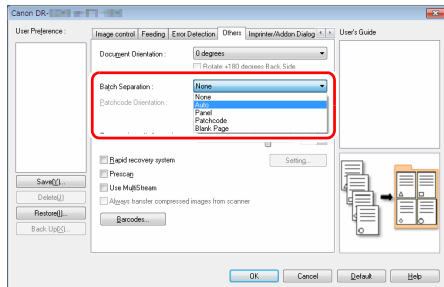 Canon DR-
User Preference :
Image control Feeding Error Detection Others Imprinter/Addon Dialog
User's Guide
Document Orientation : 0 degrees
Rotate +180 degrees Back Side
Batch Separation : None
Patchcode Orientation :
None
Auto
Panel
Patchcode
Blank Page
Rapid recovery system Setting...
Prescan
Use MultiStream
Always transfer compressed images from scanner
Barcodes...
Save(Y)...
Delete(J)
Restore(I)...
Back Up(X)...
OK Cancel Default Help